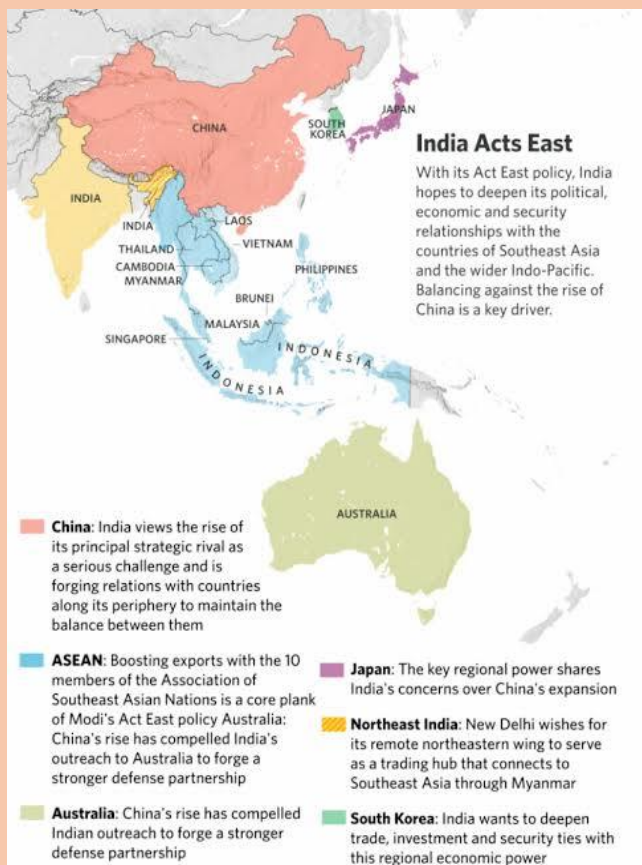 CHINA
SOUTH
KOREA
JAPAN
India Acts East
With its Act East policy, India
hopes to deepen its political,
economic and security
relationships with the
countries of Southeast Asia
and the wider Indo-Pacific.
Balancing against the rise of
China is a key driver.
INDIA
INDIA
LAOS
THAILAND
VIETNAM
CAMBODIA
MYANMAR
PHILIPPINES
BRUNEI
MALAYSIA
SINGAPORE
INDONESIA
INDONESIA
AUSTRALIA
China: India views the rise of
its principal strategic rival as
a serious challenge and is
forging relations with countries
along its periphery to maintain the
balance between them
ASEAN: Boosting exports with the 10
members of the Association of
Southeast Asian Nations is a core plank
of Modi's Act East policy Australia:
China's rise has compelled India's
outreach to Australia to forge a
stronger defense partnership
Australia: China's rise has compelled
Indian outreach to forge a stronger
defense partnership
Japan: The key regional power shares
India's concerns over China's expansion
Northeast India: New Delhi wishes for
its remote northeastern wing to serve
as a trading hub that connects to
Southeast Asia through Myanmar
South Korea: India wants to deepen
trade, investment and security ties with
this regional economic power